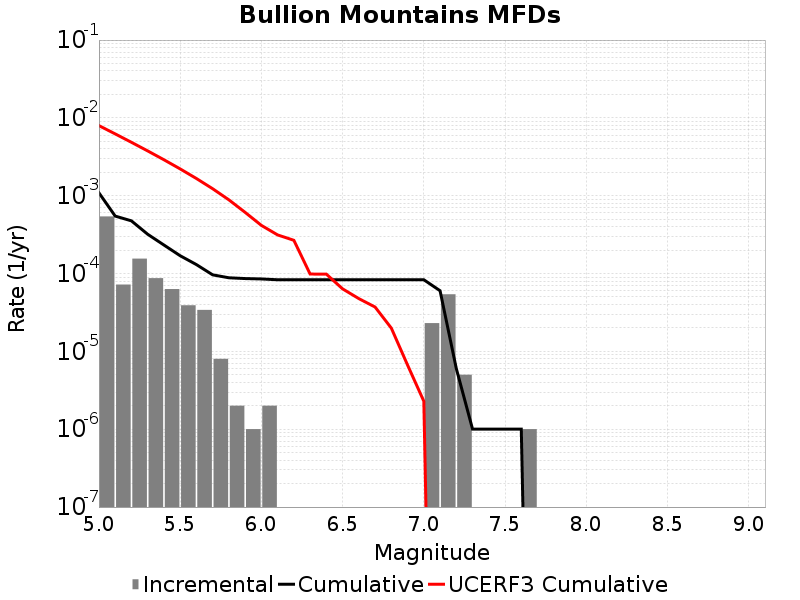 Bullion Mountains MFDs
10-1
10-2
10-3
10-4
10-5
10-6
10-7
Rate (1/yr)
5.0 5.5 6.0 6.5 7.0 7.5 8.0 8.5 9.0
Magnitude
Incremental Cumulative UCERF3 Cumulative